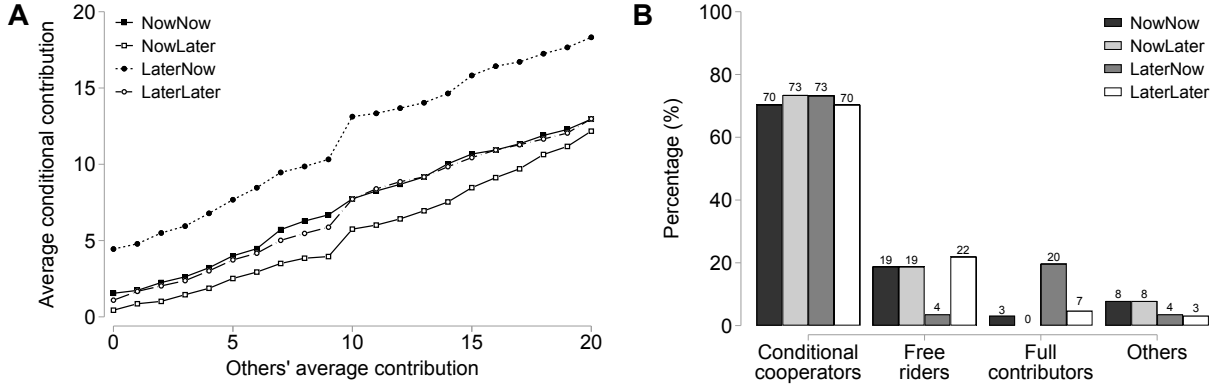 A
Average conditional contribution
20
15
10
5
0
NowNow
NowLater
LaterNow
LaterLater
0 5 10 15 20
Others' average contribution
B
Percentage (%)
100
80
60
40
20
0
NowNow
NowLater
LaterNow
LaterLater
70 73 73 70
19 19 4 22
3 0 20 7
8 8 4 3
Conditional cooperators
Free riders
Full contributors
Others